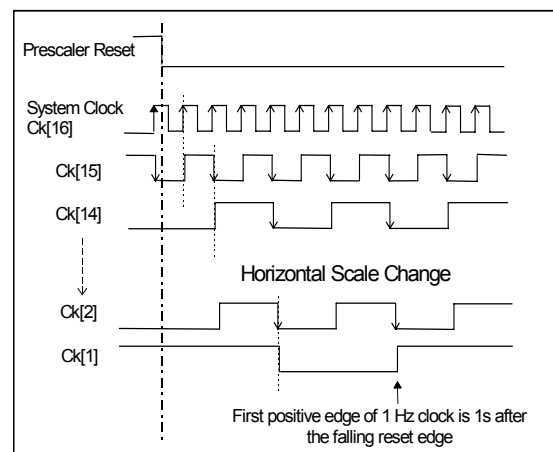 Prescaler Reset
System Clock
Ck[16]
Ck[15]
Ck[14]
Horizontal Scale Change
Ck[2]
Ck[1]
First positive edge of 1 Hz clock is 1s after
the falling reset edge